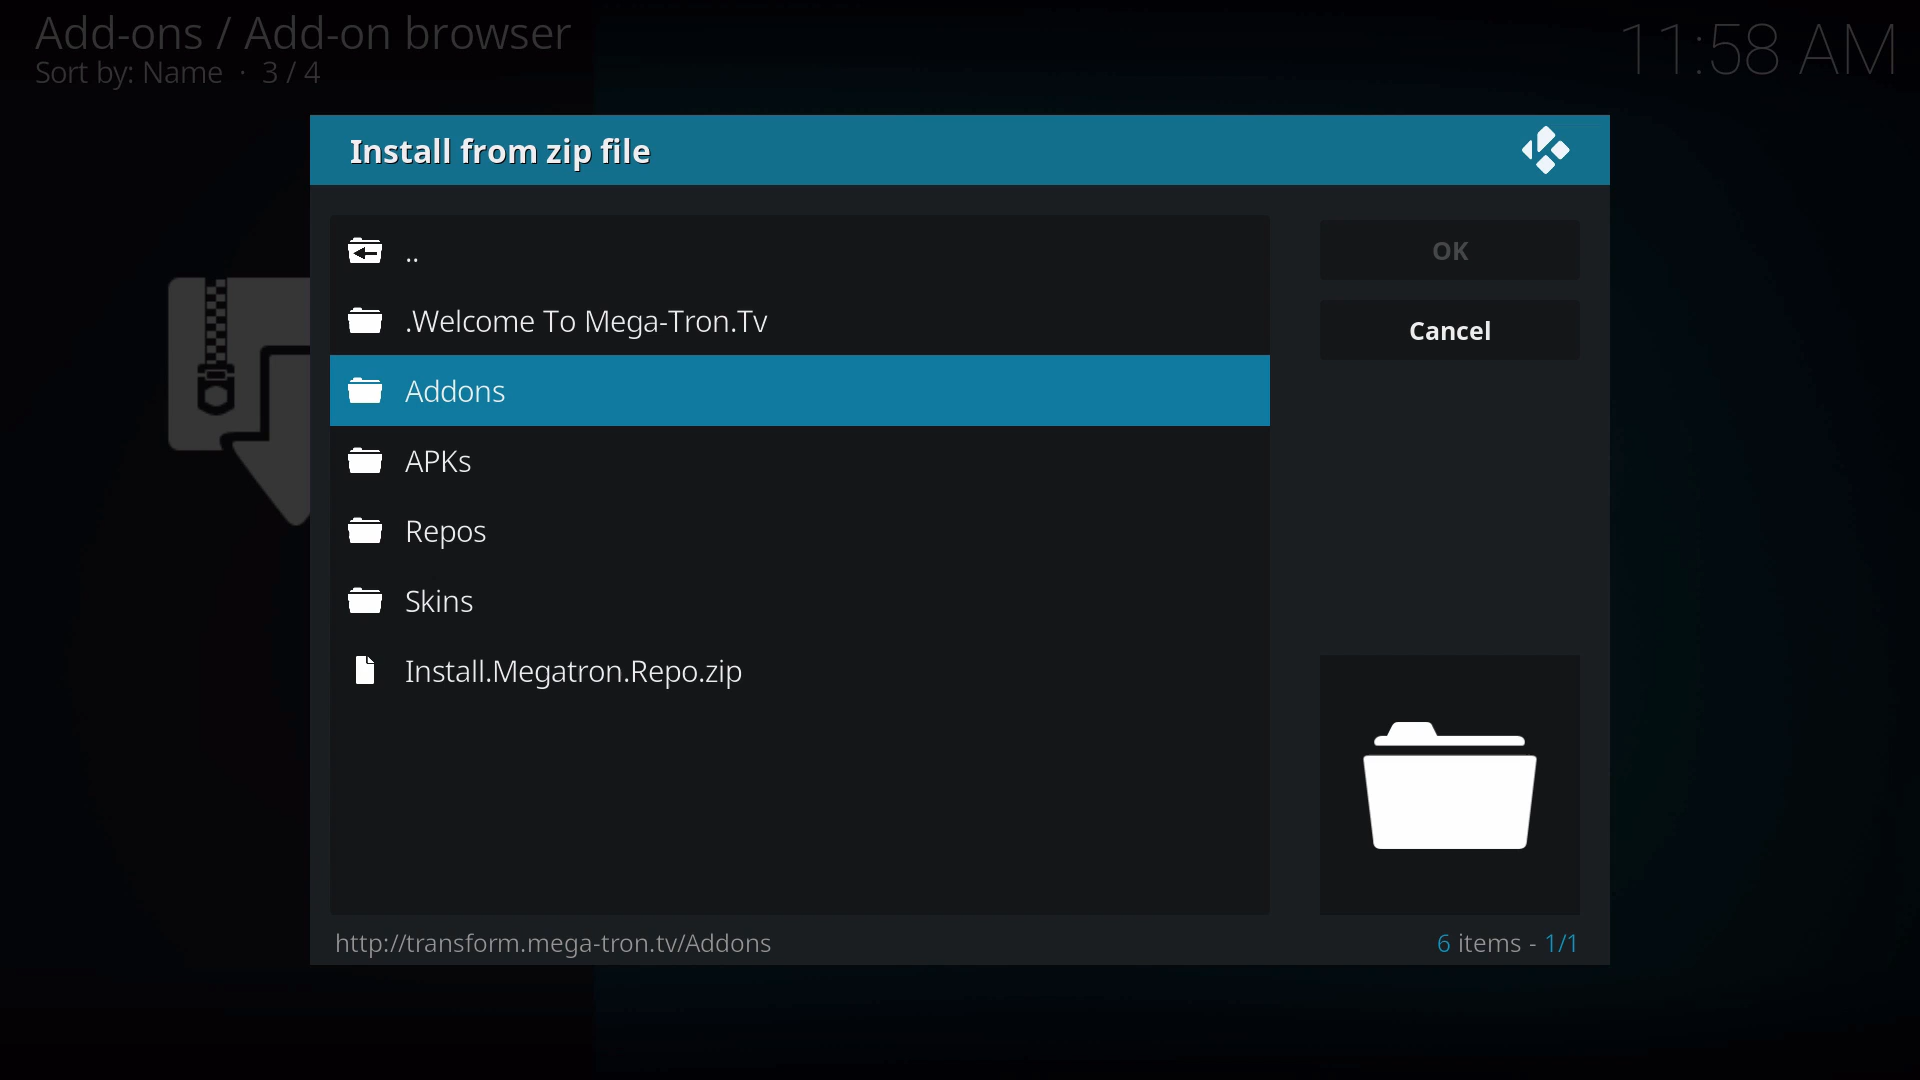 Add-ons / Add-on browser
Sort by: Name · 3 / 4
11:58 AM
Install from zip file
..
.Welcome To Mega-Tron.Tv
Addons
APKs
Repos
Skins
Install.Megatron.Repo.zip
OK
Cancel
http://transform.mega-tron.tv/Addons
6 items - 1/1